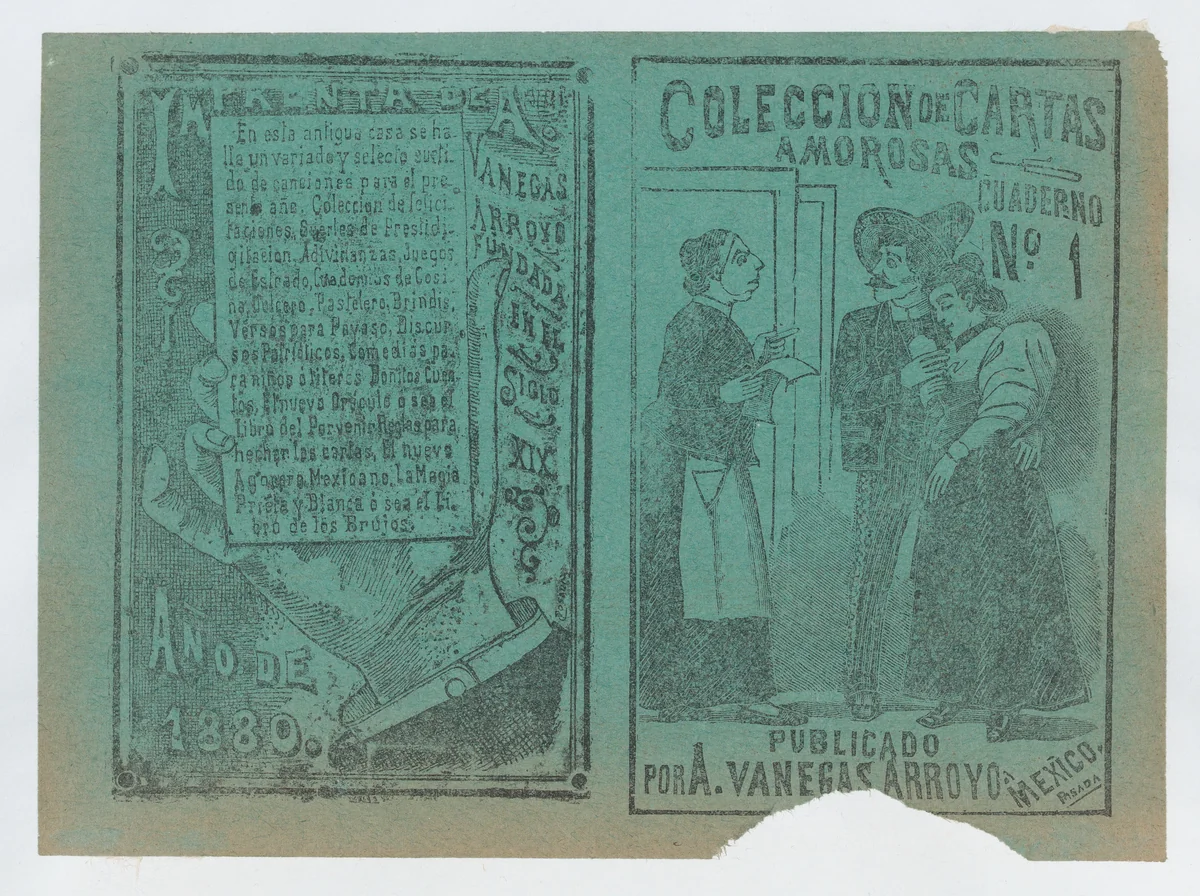 IMPRENTA DE A.
VANEGAS
ARROYO
FUNDADA
EN EL
SIGLO
XIX
En esta antigua casa se ha-
lla un variado y selecto surti-
do de canciones para el pre-
sente año. Coleccion de felici-
taciones, Suertes de Prestidi-
gitacion, Adivinanzas, Juegos
de Estrado, Cuadernos de Coci-
na, Dulcero, Pastelero, Brindis,
Versos para Payaso, Discur-
sos Patrióticos, Comedias pa-
ra niños ó titeres Bonitos Cuen-
tos, El nuevo Oráculo ó sea el
Libro del Porvenir, Reglas para
hechar las cartas, El nuevo
Agorero Mexicano, La Magia
Prieta y Blanca ó sea el Li-
bro de los Brujos.
AÑO DE
1880.
COLECCION DE CARTAS
AMOROSAS
CUADERNO
No. 1
PUBLICADO
POR A. VANEGAS ARROYO
MEXICO.
POSADA